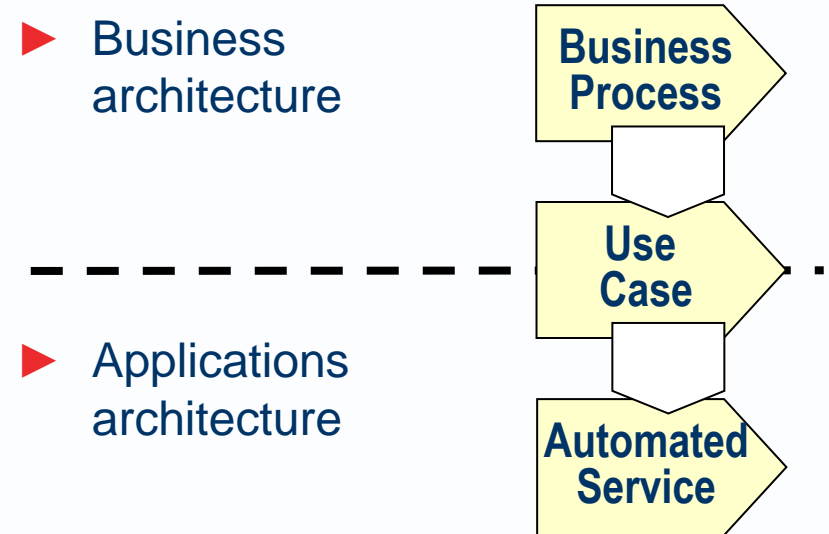 Business
architecture
Business
Process
Use
Case
Applications
architecture
Automated
Service